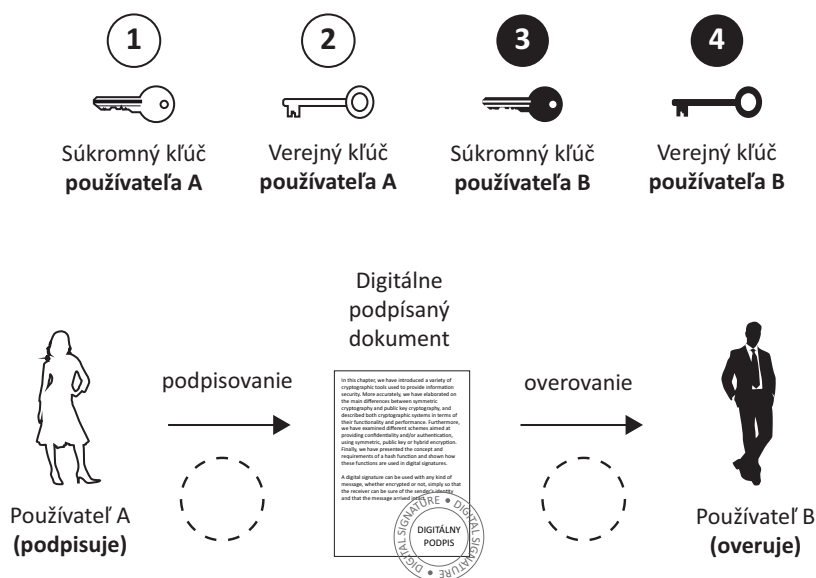 1
2
3
4
Súkromný kľúč
používateľa A
Verejný kľúč
používateľa A
Súkromný kľúč
používateľa B
Verejný kľúč
používateľa B
Digitálne
podpísaný
dokument
podpisovanie
overovanie
In this chapter, we have introduced a variety of
cryptographic tools used to provide information
security. More accurately, we have elaborated on
the main differences between symmetric
cryptography and public key cryptography, and
described both cryptographic systems in terms of
their functionality and performance. Furthermore,
we have examined different schemes aimed at
providing confidentiality and/or authentication,
using symmetric, public key or hybrid encryption.
Finally, we have presented the concept and
requirements of a hash function and shown how
these functions are used in digital signatures.
A digital signature can be used with any kind of
message, whether encrypted or not, simply so that
the receiver can be sure of the sender's identity
and that the message arrived intact.
DIGITAL SIGNATURE • DIGITAL SIGNATURE •
DIGITÁLNY
PODPIS
Používateľ A
(podpisuje)
Používateľ B
(overuje)